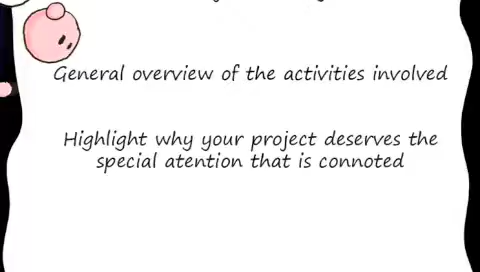 General overview of the activities involved
Highlight why your project deserves the
special atention that is connoted